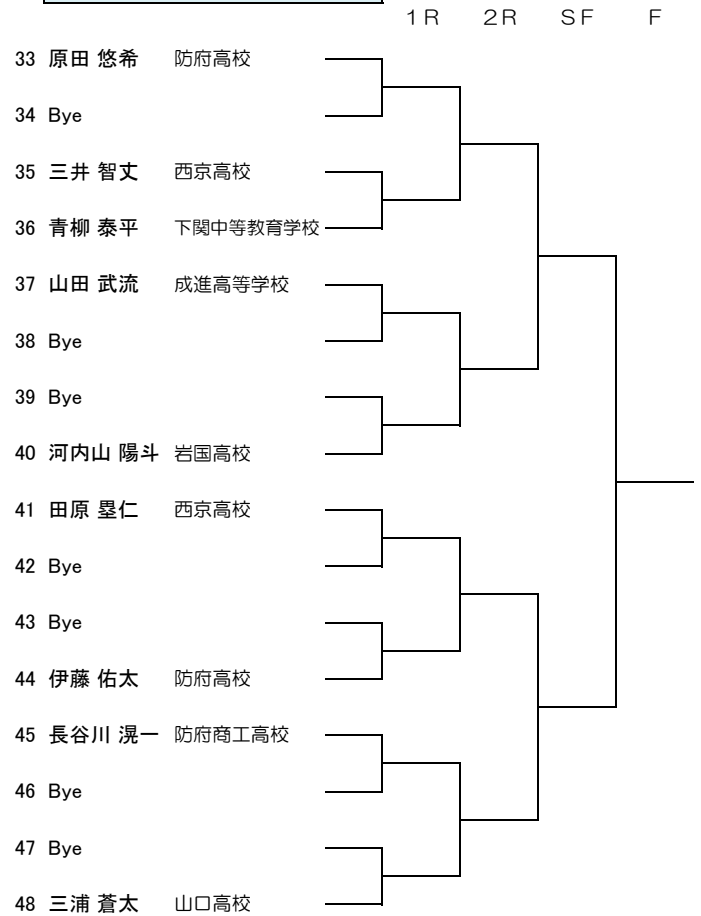 １Ｒ ２Ｒ ＳＦ Ｆ
33 原田 悠希 防府高校
34 Bye
35 三井 智丈 西京高校
36 青柳 泰平 下関中等教育学校
37 山田 武流 成進高等学校
38 Bye
39 Bye
40 河内山 陽斗 岩国高校
41 田原 塁仁 西京高校
42 Bye
43 Bye
44 伊藤 佑太 防府高校
45 長谷川 滉一 防府商工高校
46 Bye
47 Bye
48 三浦 蒼太 山口高校